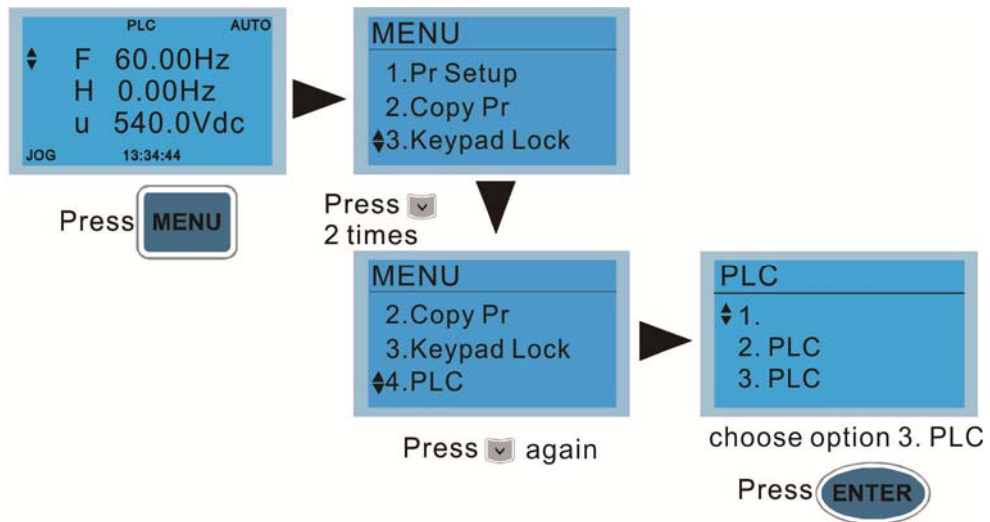 PLC AUTO
F 60.00Hz
H 0.00Hz
u 540.0Vdc
JOG 13:34:44
Press MENU
MENU
1.Pr Setup
2.Copy Pr
3.Keypad Lock
Press
2 times
MENU
2.Copy Pr
3.Keypad Lock
4.PLC
Press again
PLC
1.
2. PLC
3. PLC
choose option 3. PLC
Press ENTER